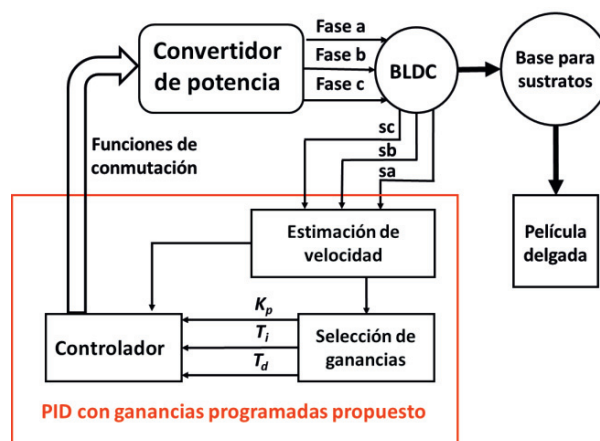 Convertidor
de potencia
Fase a
Fase b
Fase c
BLDC
Base para
sustratos
Funciones de
conmutación
sc
sb
sa
Estimación de
velocidad
Película
delgada
Controlador
Kp
Ti
Td
Selección de
ganancias
PID con ganancias programadas propuesto